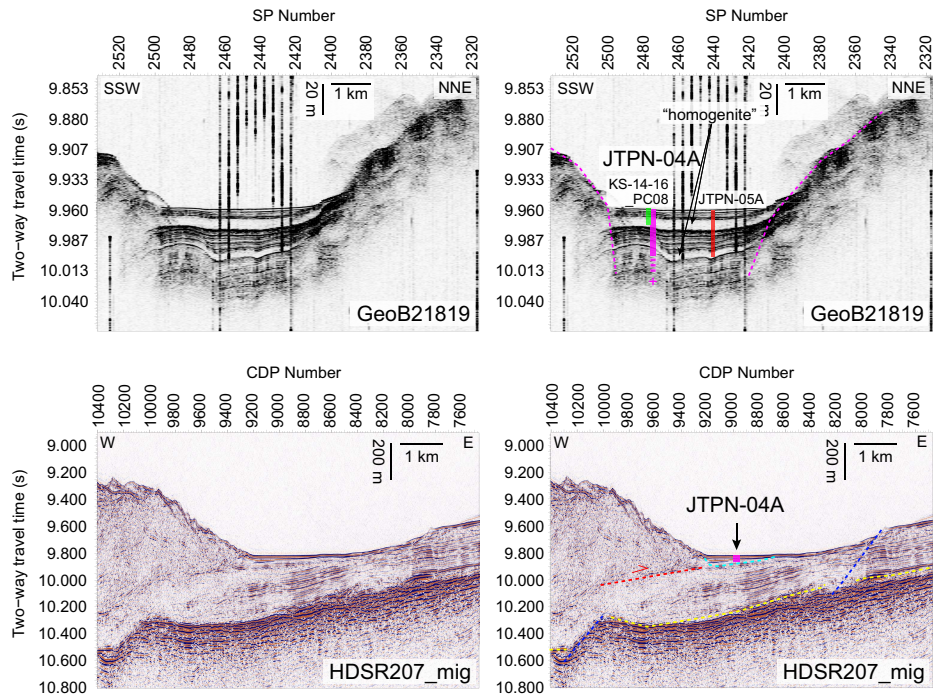 SP Number
2520
2500
2480
2460
2440
2420
2400
2380
2360
2340
2320
Two-way travel time (s)
9.853
9.880
9.907
9.933
9.960
9.987
10.013
10.040
SSW
20 m
1 km
NNE
GeoB21819
SP Number
2520
2500
2480
2460
2440
2420
2400
2380
2360
2340
2320
9.853
9.880
9.907
9.933
9.960
9.987
10.013
10.040
SSW
20 m
1 km
NNE
"homogenite"
JTPN-04A
KS-14-16
_PC08
JTPN-05A
GeoB21819
CDP Number
10400
10200
10000
9800
9600
9400
9200
9000
8800
8600
8400
8200
8000
7800
7600
Two-way travel time (s)
9.000
9.200
9.400
9.600
9.800
10.000
10.200
10.400
10.600
10.800
W
200 m
1 km
E
HDSR207_mig
CDP Number
10400
10200
10000
9800
9600
9400
9200
9000
8800
8600
8400
8200
8000
7800
7600
9.000
9.200
9.400
9.600
9.800
10.000
10.200
10.400
10.600
10.800
W
200 m
1 km
E
JTPN-04A
HDSR207_mig